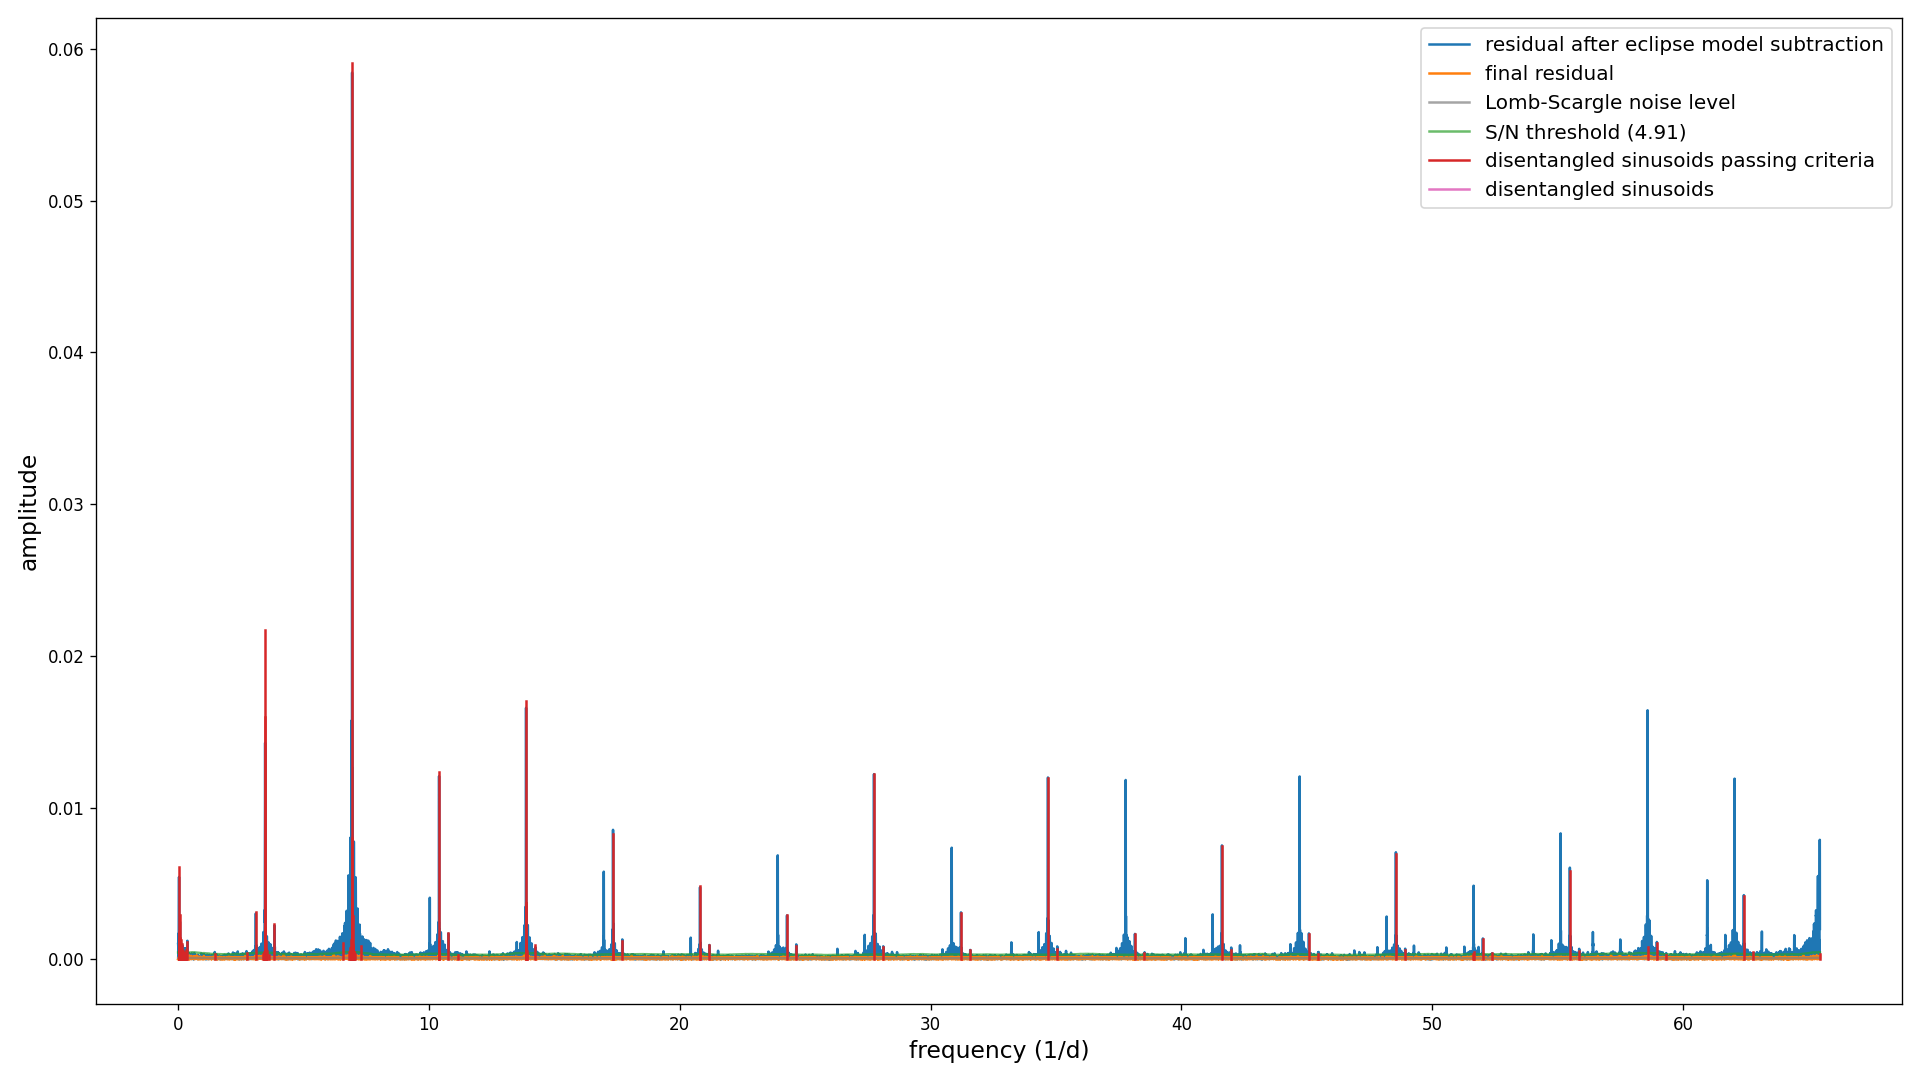 residual after eclipse model subtraction
final residual
Lomb-Scargle noise level
S/N threshold (4.91)
disentangled sinusoids passing criteria
disentangled sinusoids
0.06
0.05
0.04
0.03
0.02
0.01
0.00
amplitude
0 10 20 30 40 50 60
frequency (1/d)